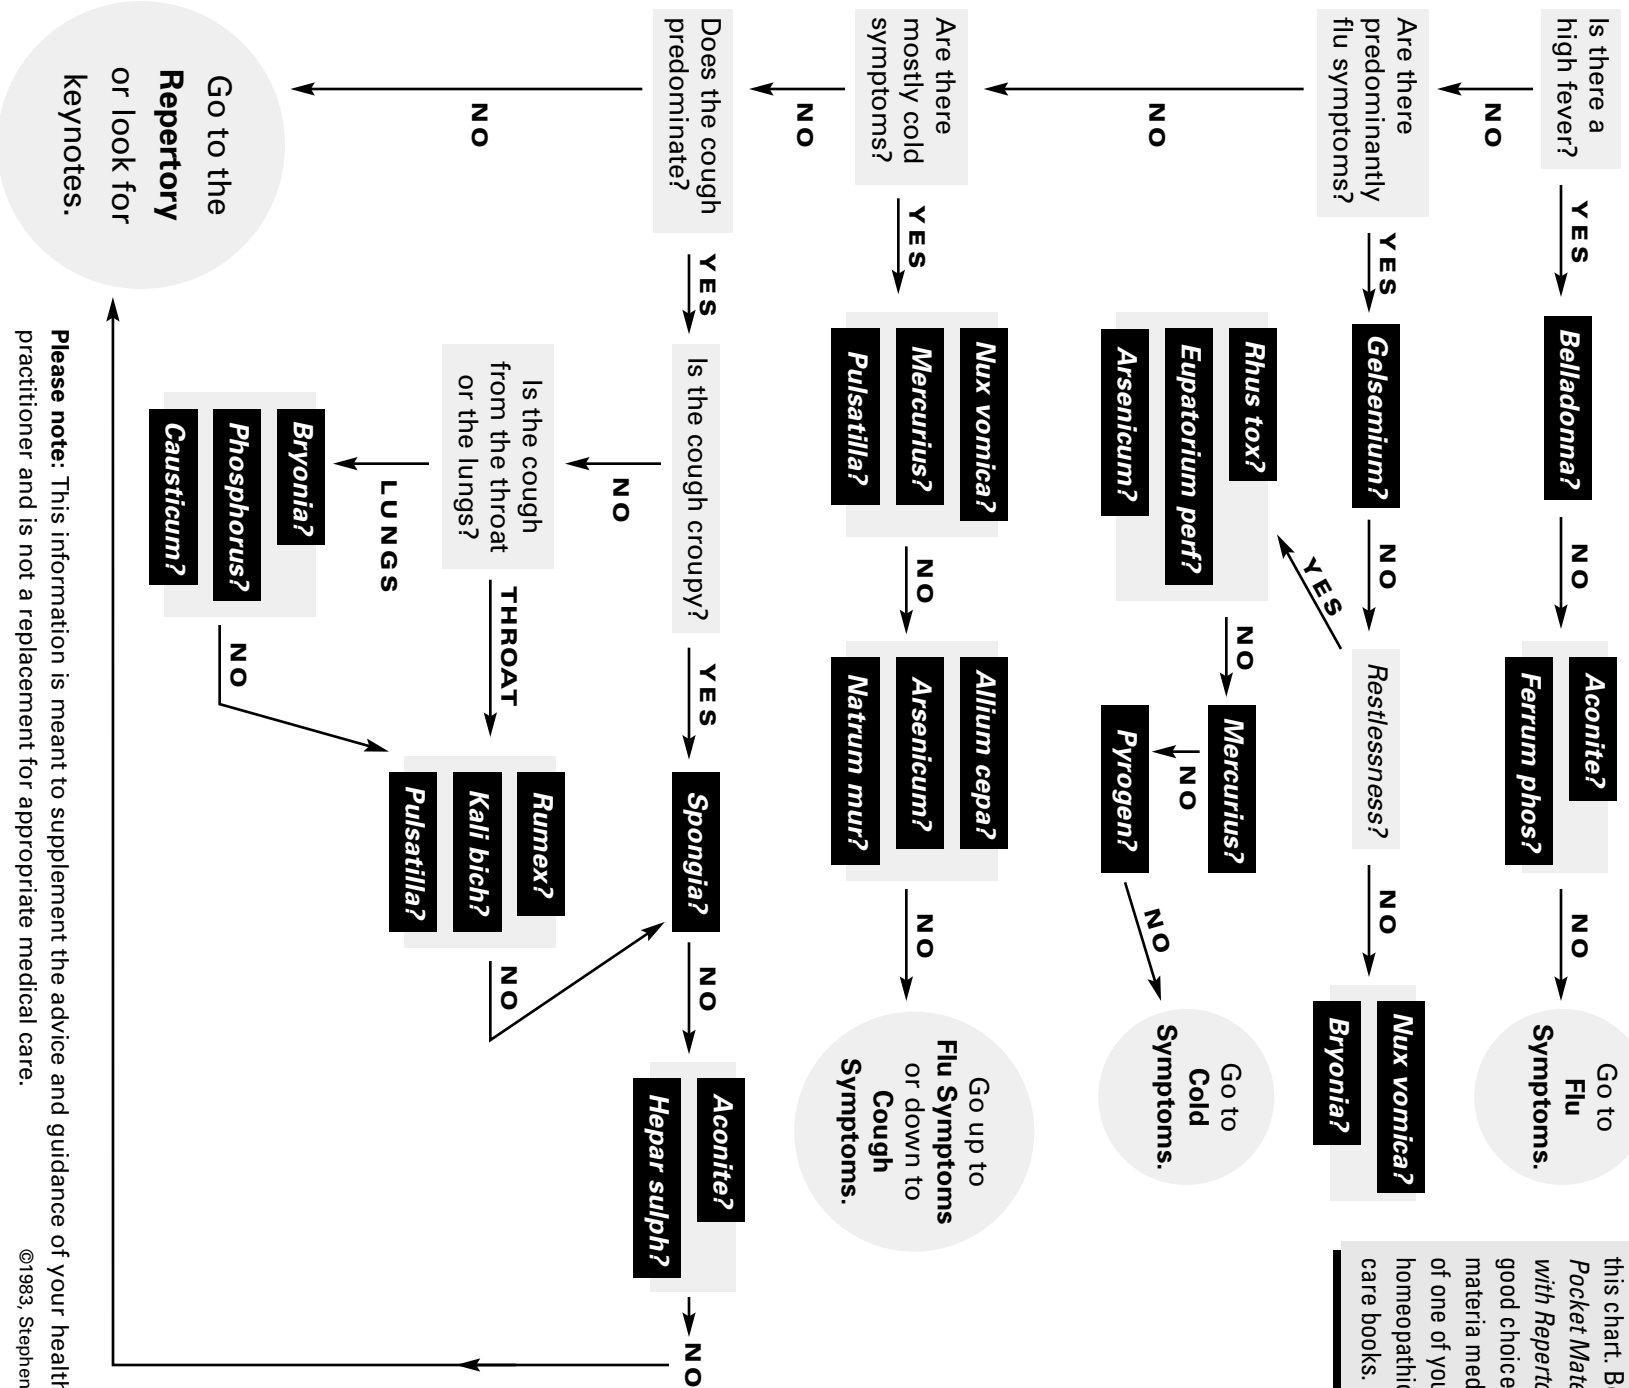 Is there a
high fever?
YES
Belladonna?
NO
Aconite?
Ferrum phos?
NO
Go to
Flu
Symptoms.
NO
Are there
predominantly
flu symptoms?
YES
Gelsemium?
NO
Restlessness?
NO
Nux vomica?
Bryonia?
YES
Rhus tox?
Eupatorium perf?
Arsenicum?
NO
Mercurius?
NO
Pyrogen?
NO
Go to
Cold
Symptoms.
NO
Are there
mostly cold
symptoms?
YES
Nux vomica?
Mercurius?
Pulsatilla?
NO
Allium cepa?
Arsenicum?
Natrum mur?
NO
Go up to
Flu Symptoms
or down to
Cough
Symptoms.
NO
Does the cough
predominate?
YES
Is the cough croupy?
YES
Spongia?
NO
Aconite?
Hepar sulph?
NO
NO
Is the cough
from the throat
or the lungs?
THROAT
Rumex?
Kali bich?
Pulsatilla?
NO
LUNGS
Bryonia?
Phosphorus?
Causticum?
NO
NO
Go to the
Repertory
or look for
keynotes.
this chart.
Pocket
with
good choice
materia
of one of
homeopathic
care books.
Please note: This information is meant to supplement the advice and guidance of your
practitioner and is not a replacement for appropriate medical care.
©1983, Stephen